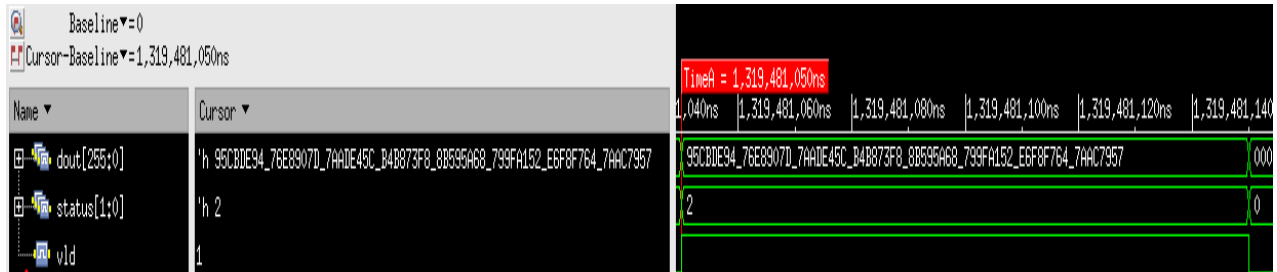 Baseline▼=0
Cursor-Baseline▼=1,319,481,050ns
TimeA = 1,319,481,050ns
Name ▼ Cursor ▼ 1,040ns 1,319,481,060ns 1,319,481,080ns 1,319,481,100ns 1,319,481,120ns 1,319,481,140
dout[255:0] 'h 95CBDE94_76E8907D_7AADE45C_B4B873F8_8B595A68_799FA152_E6F8F764_7AAC7957 95CBDE94_76E8907D_7AADE45C_B4B873F8_8B595A68_799FA152_E6F8F764_7AAC7957 000
status[1:0] 'h 2 2 0
vld 1